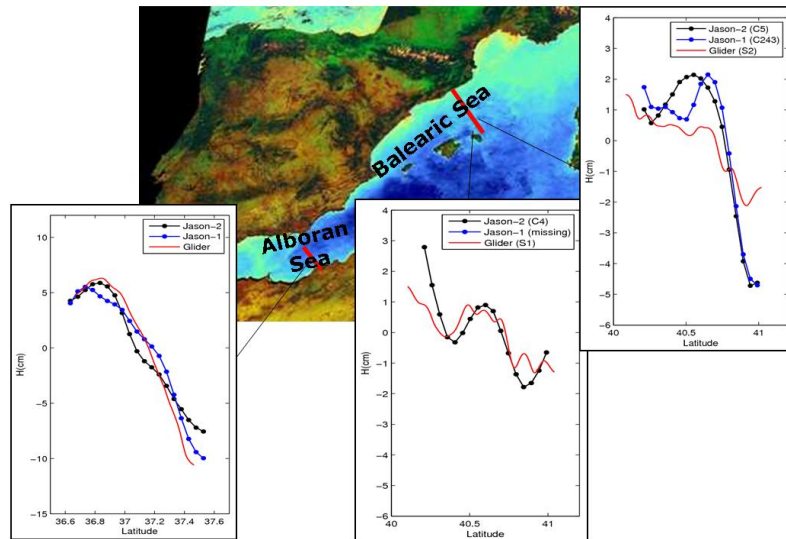 Balearic Sea
Alboran
Sea
Jason-2
Jason-1
Glider
H(cm)
10
5
0
-5
-10
-15
36.6
36.8
37
37.2
37.4
37.6
Latitude
Jason-2 (C4)
Jason-1 (missing)
Glider (S1)
H(cm)
4
3
2
1
0
-1
-2
-3
-4
-5
-6
40
40.5
41
Latitude
Jason-2 (C5)
Jason-1 (C243)
Glider (S2)
H(cm)
4
3
2
1
0
-1
-2
-3
-4
-5
-6
40
40.5
41
Latitude